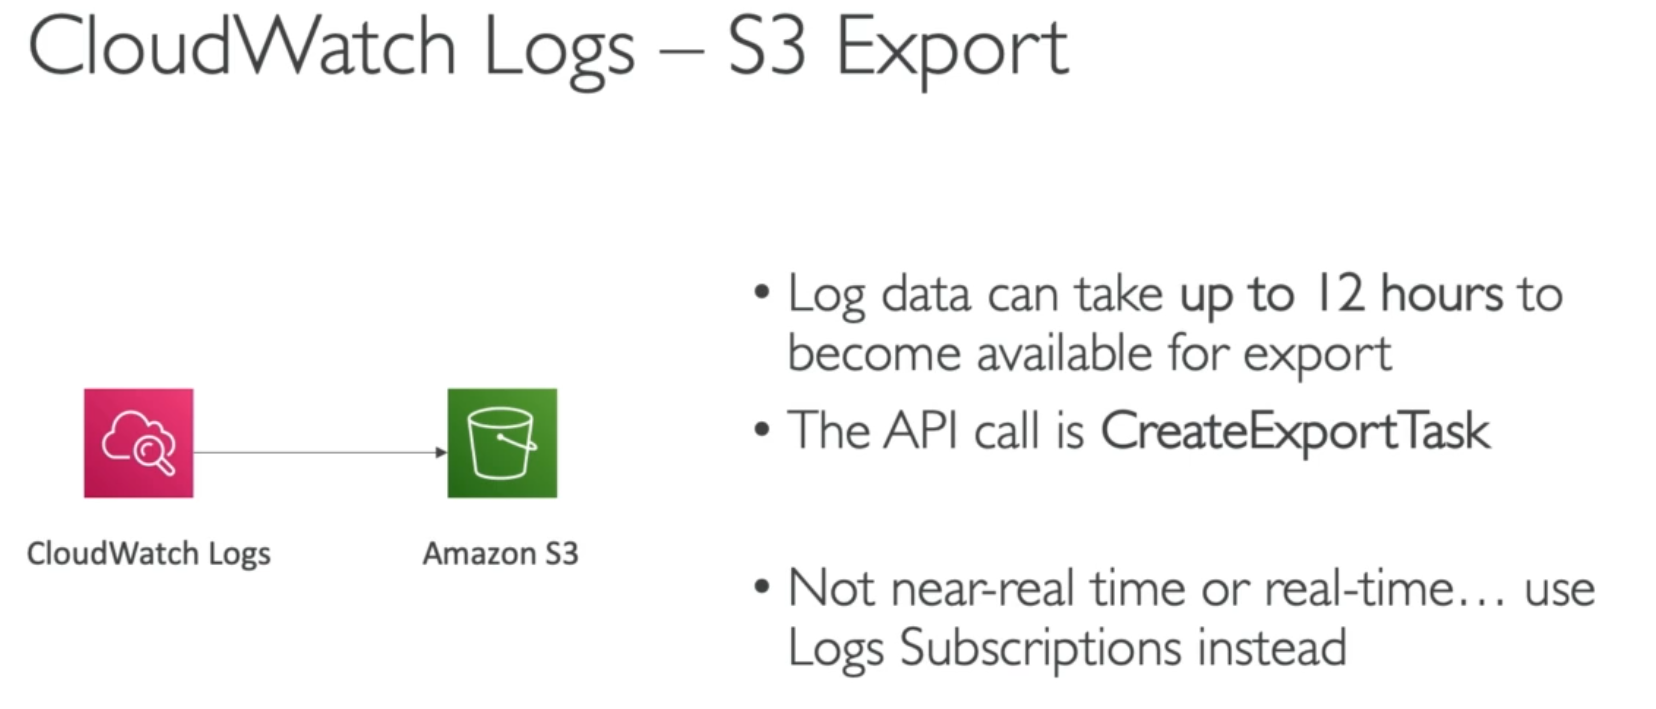 CloudWatch Logs – S3 Export
• Log data can take up to 12 hours to
become available for export
• The API call is CreateExportTask
CloudWatch Logs
Amazon S3
• Not near-real time or real-time… use
Logs Subscriptions instead